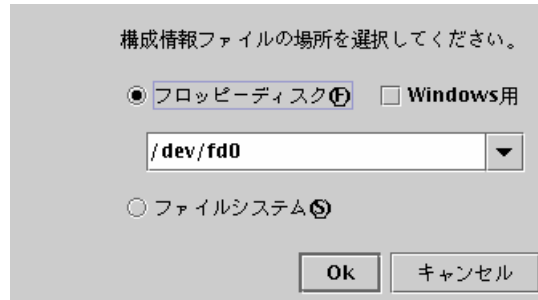 構成情報ファイルの場所を選択してください。
フロッピーディスク(F) Windows用
/dev/fd0
ファイルシステム(S)
Ok キャンセル